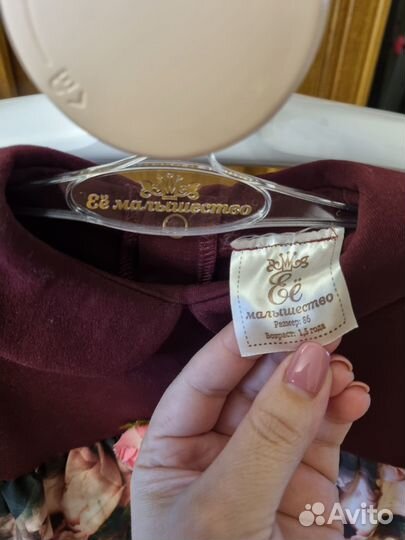 Её малышество
Её
малышество
Размер: 86
Возраст: 1,5 года
Avito